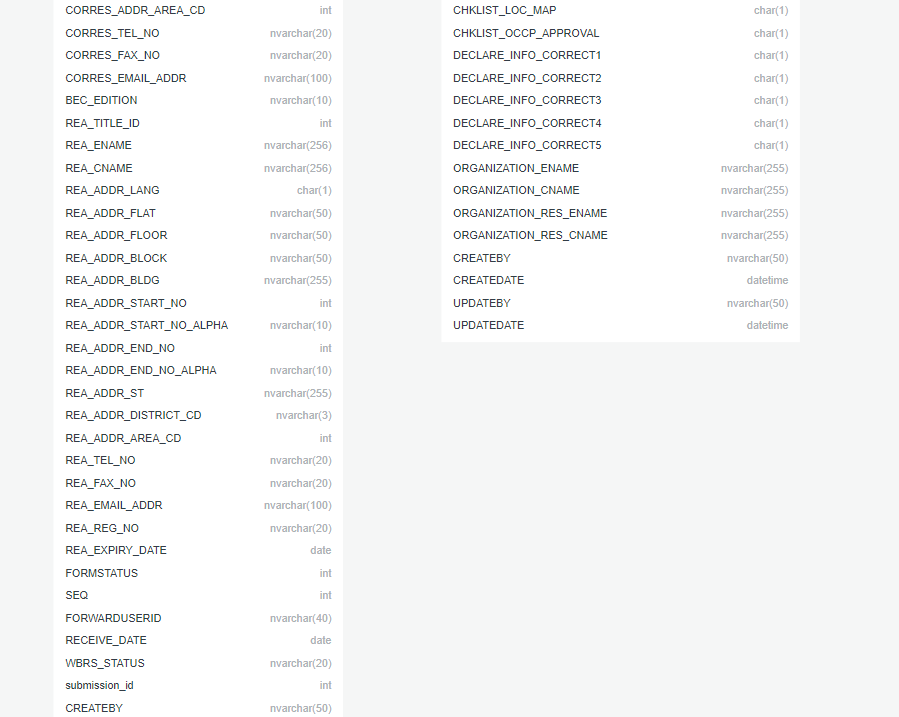 CORRES_ADDR_AREA_CD int
CORRES_TEL_NO nvarchar(20)
CORRES_FAX_NO nvarchar(20)
CORRES_EMAIL_ADDR nvarchar(100)
BEC_EDITION nvarchar(10)
REA_TITLE_ID int
REA_ENAME nvarchar(256)
REA_CNAME nvarchar(256)
REA_ADDR_LANG char(1)
REA_ADDR_FLAT nvarchar(50)
REA_ADDR_FLOOR nvarchar(50)
REA_ADDR_BLOCK nvarchar(50)
REA_ADDR_BLDG nvarchar(255)
REA_ADDR_START_NO int
REA_ADDR_START_NO_ALPHA nvarchar(10)
REA_ADDR_END_NO int
REA_ADDR_END_NO_ALPHA nvarchar(10)
REA_ADDR_ST nvarchar(255)
REA_ADDR_DISTRICT_CD nvarchar(3)
REA_ADDR_AREA_CD int
REA_TEL_NO nvarchar(20)
REA_FAX_NO nvarchar(20)
REA_EMAIL_ADDR nvarchar(100)
REA_REG_NO nvarchar(20)
REA_EXPIRY_DATE date
FORMSTATUS int
SEQ int
FORWARDUSERID nvarchar(40)
RECEIVE_DATE date
WBRS_STATUS nvarchar(20)
submission_id int
CREATEBY nvarchar(50)
CHKLIST_LOC_MAP char(1)
CHKLIST_OCCP_APPROVAL char(1)
DECLARE_INFO_CORRECT1 char(1)
DECLARE_INFO_CORRECT2 char(1)
DECLARE_INFO_CORRECT3 char(1)
DECLARE_INFO_CORRECT4 char(1)
DECLARE_INFO_CORRECT5 char(1)
ORGANIZATION_ENAME nvarchar(255)
ORGANIZATION_CNAME nvarchar(255)
ORGANIZATION_RES_ENAME nvarchar(255)
ORGANIZATION_RES_CNAME nvarchar(255)
CREATEBY nvarchar(50)
CREATEDATE datetime
UPDATEBY nvarchar(50)
UPDATEDATE datetime